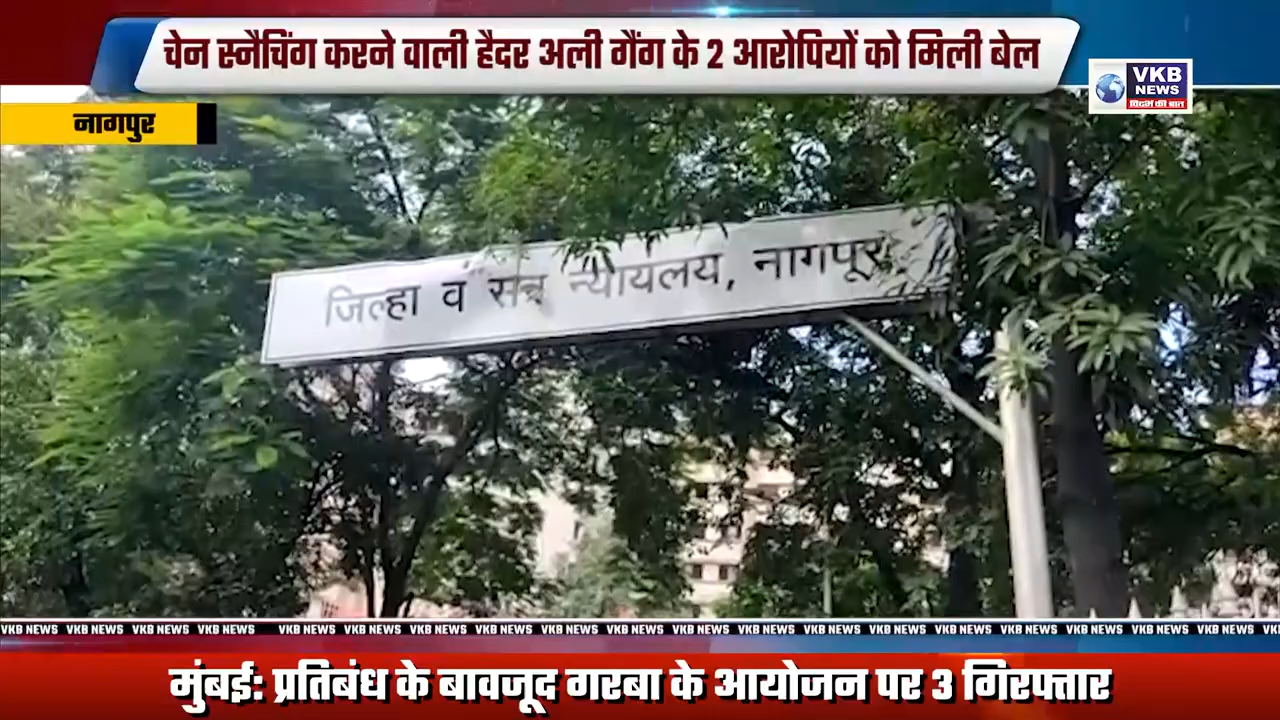 चेन स्नैचिंग करने वाली हैदर अली गैंग के 2 आरोपियों को मिली बेल
VKB
NEWS
विदर्भ की बात
नागपुर
जिल्हा व सत्र न्यायलय, नागपूर
VKB NEWS VKB NEWS VKB NEWS VKB NEWS VKB NEWS VKB NEWS VKB NEWS VKB NEWS VKB NEWS VKB NEWS VKB NEWS VKB NEWS VKB NEWS VKB NEWS VKB NEWS VKB NEWS VKB NEWS VKB NEWS VKB NEWS
मुंबई: प्रतिबंध के बावजूद गरबा के आयोजन पर 3 गिरफ्तार